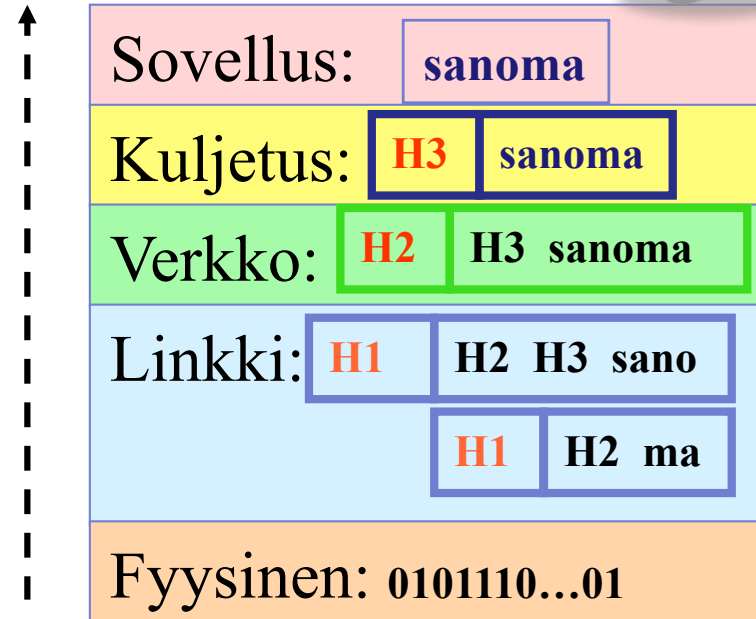 Sovellus: sanoma
Kuljetus: H3 sanoma
Verkko: H2 H3 sanoma
Linkki: H1 H2 H3 sano
H1 H2 ma
Fyysinen: 0101110...01